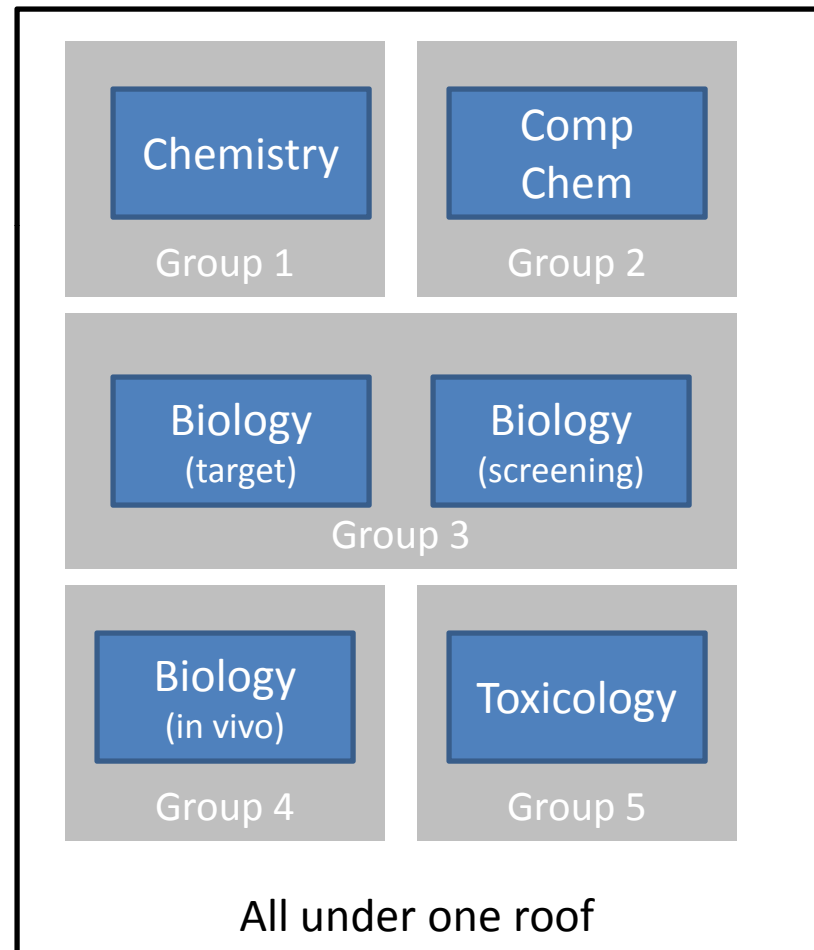 Chemistry
Comp
Chem
Group 1
Group 2
Biology
(target)
Biology
(screening)
Group 3
Biology
(in vivo)
Toxicology
Group 4
Group 5
All under one roof